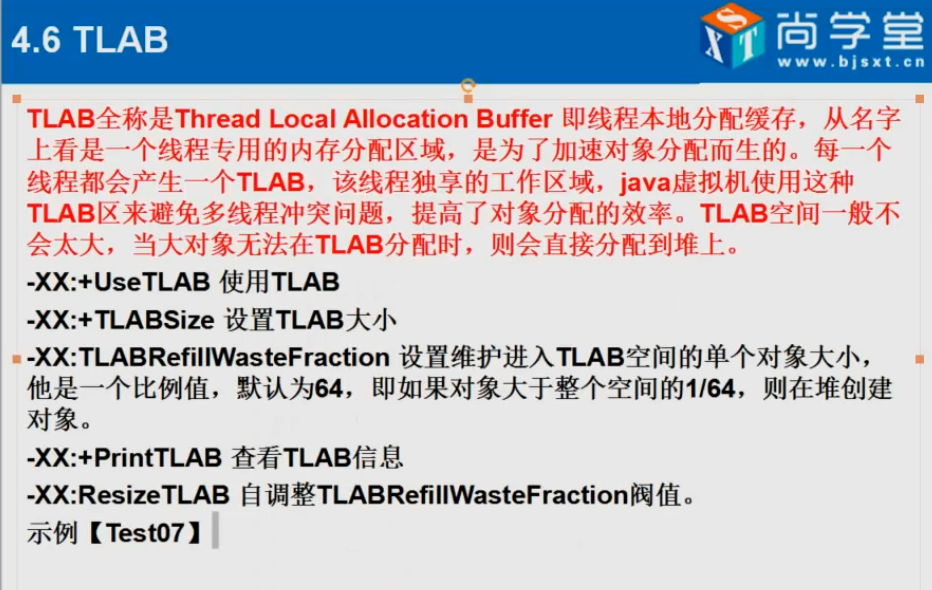 4.6 TLAB
尚学堂
SXT
www.bjsxt.cn
TLAB全称是Thread Local Allocation Buffer 即线程本地分配缓存，从名字
上看是一个线程专用的内存分配区域，是为了加速对象分配而生的。每一个
线程都会产生一个TLAB，该线程独享的工作区域，java虚拟机使用这种
TLAB区来避免多线程冲突问题，提高了对象分配的效率。TLAB空间一般不
会太大，当大对象无法在TLAB分配时，则会直接分配到堆上。
-XX:+UseTLAB 使用TLAB
-XX:+TLABSize 设置TLAB大小
-XX:TLABRefillWasteFraction 设置维护进入TLAB空间的单个对象大小，
他是一个比例值，默认为64，即如果对象大于整个空间的1/64，则在堆创建
对象。
-XX:+PrintTLAB 查看TLAB信息
-XX:ResizeTLAB 自调整TLABRefillWasteFraction阀值。
示例【Test07】